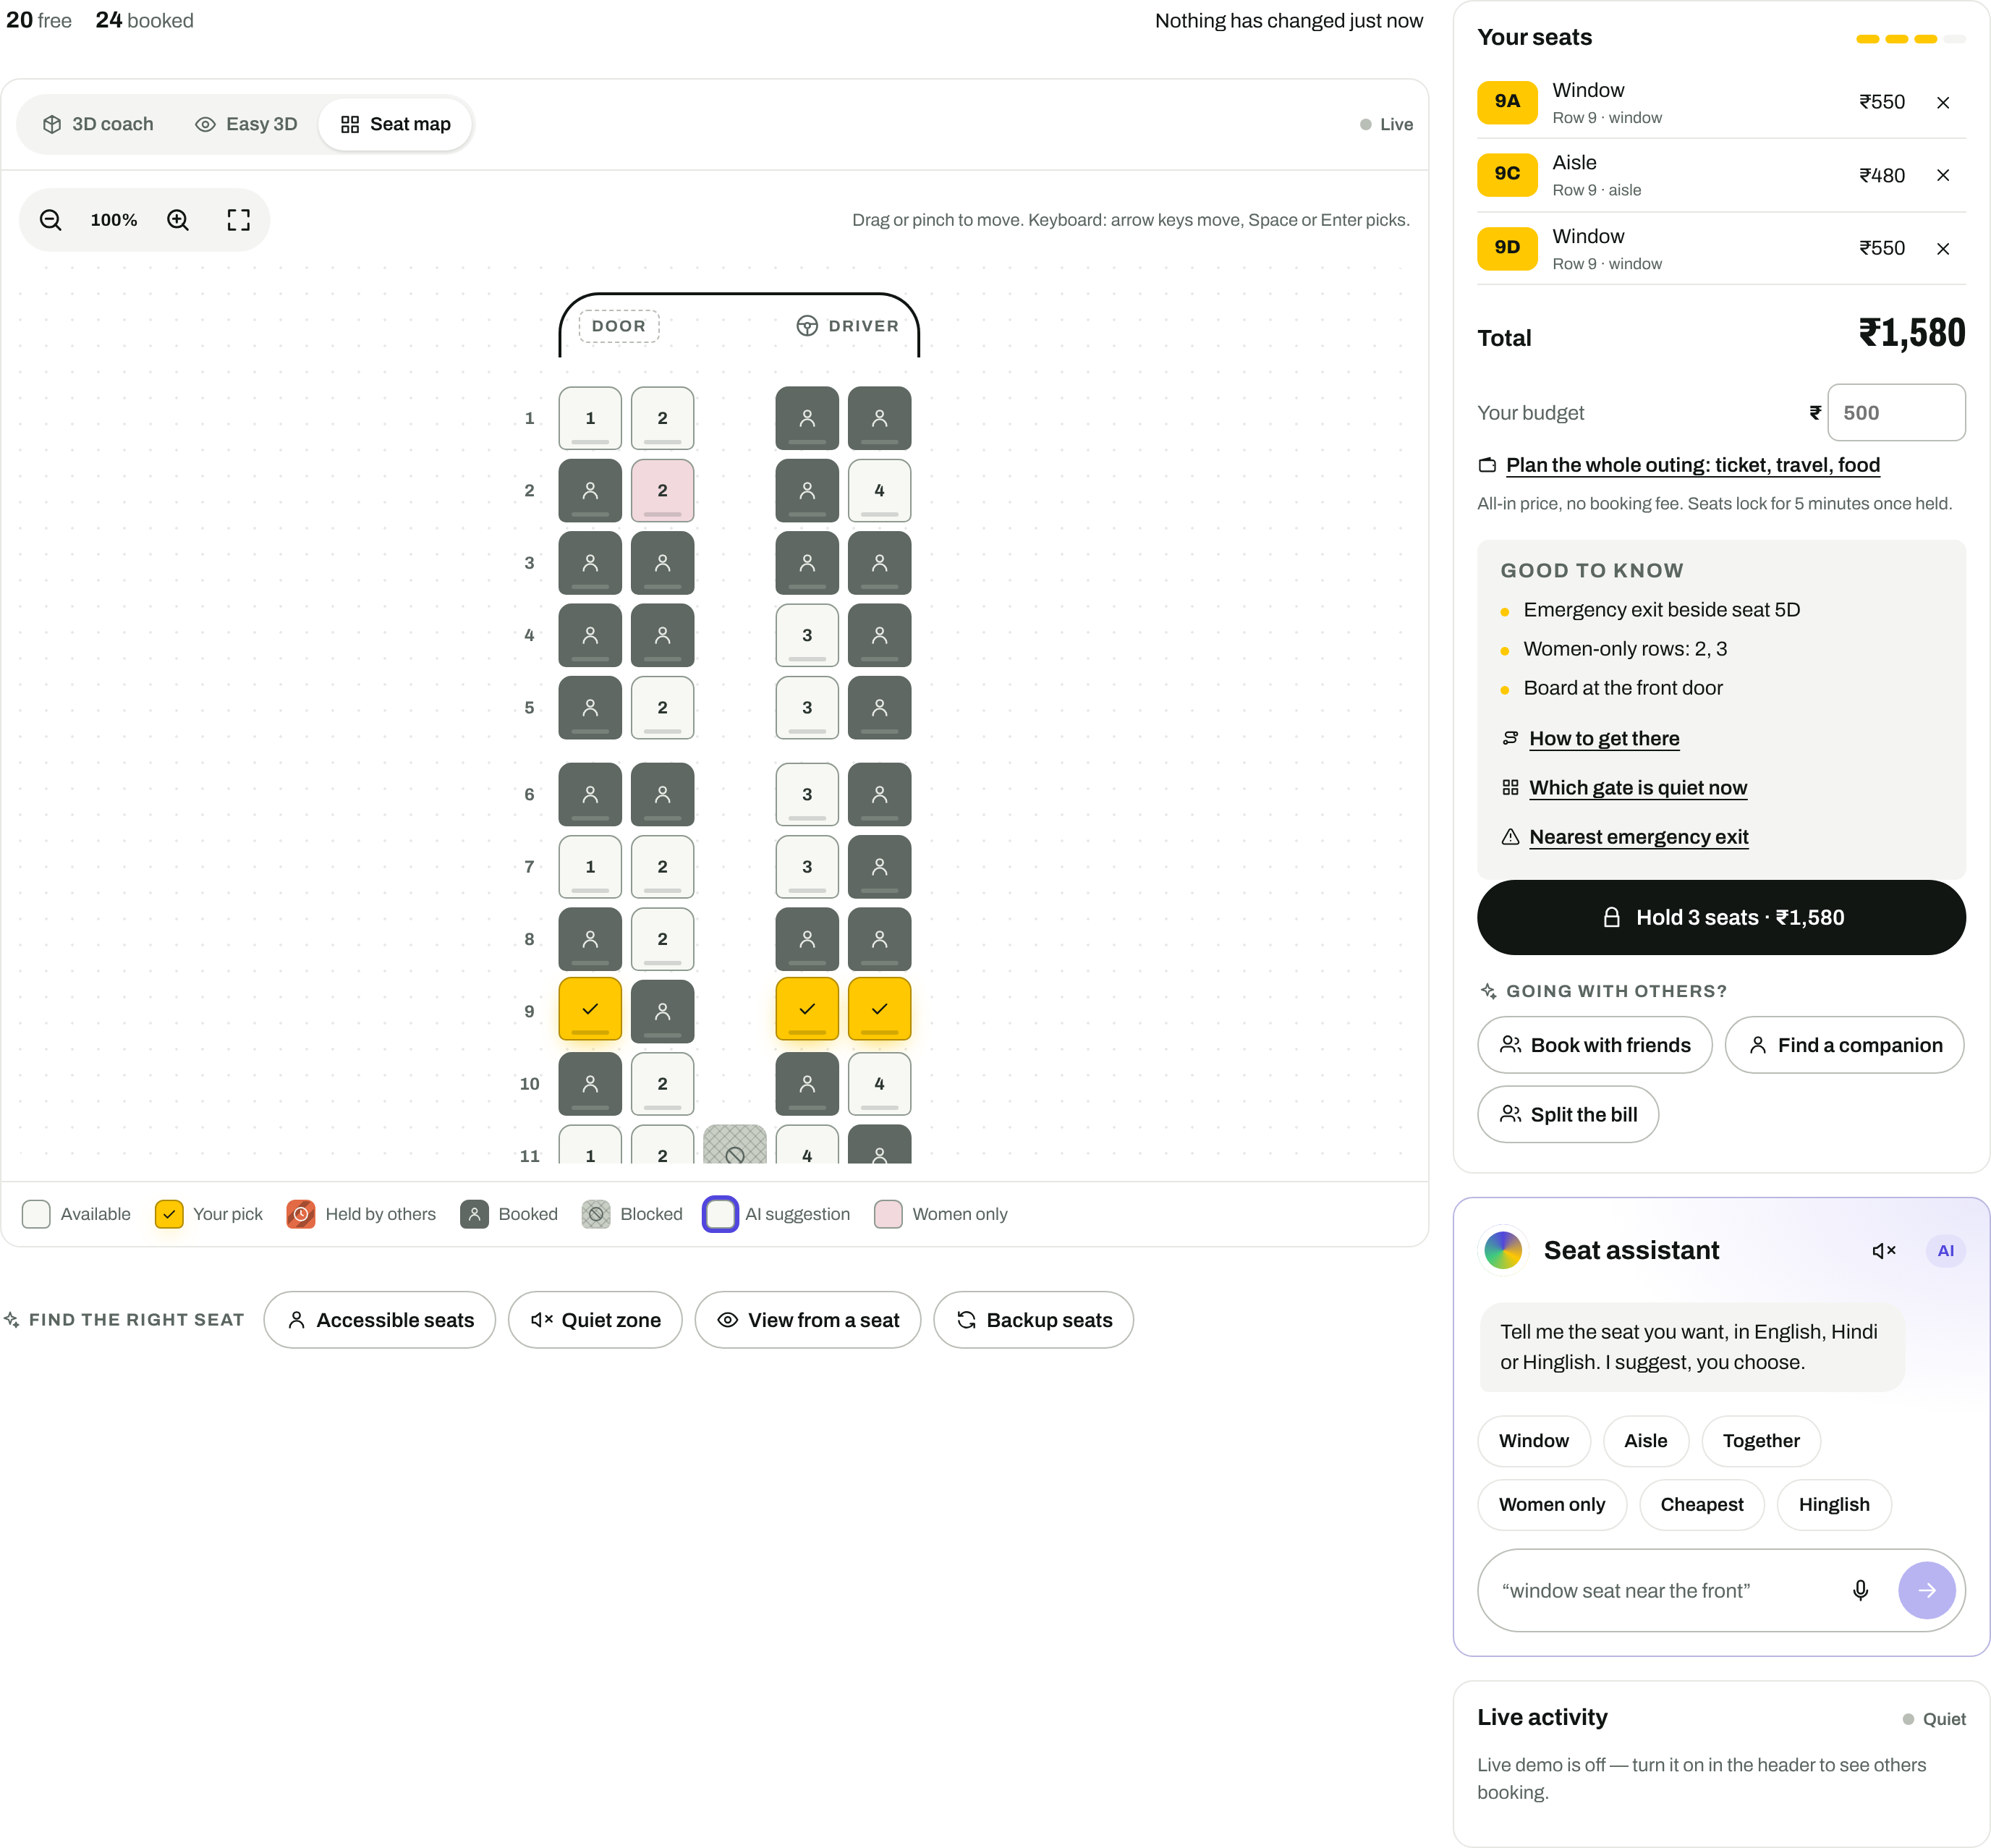 20 free 24 booked
Nothing has changed just now
3D coach Easy 3D Seat map
Live
100%
Drag or pinch to move. Keyboard: arrow keys move, Space or Enter picks.
DOOR DRIVER
1 1 2
2 2 4
3
4 3
5 2 3
6 3
7 1 2 3
8 2
9
10 2 4
11 1 2 4
Available Your pick Held by others Booked Blocked AI suggestion Women only
FIND THE RIGHT SEAT Accessible seats Quiet zone View from a seat Backup seats
Your seats
9A Window ₹550
Row 9 · window
9C Aisle ₹480
Row 9 · aisle
9D Window ₹550
Row 9 · window
Total ₹1,580
Your budget ₹ 500
Plan the whole outing: ticket, travel, food
All-in price, no booking fee. Seats lock for 5 minutes once held.
GOOD TO KNOW
Emergency exit beside seat 5D
Women-only rows: 2, 3
Board at the front door
How to get there
Which gate is quiet now
Nearest emergency exit
Hold 3 seats · ₹1,580
GOING WITH OTHERS?
Book with friends Find a companion
Split the bill
Seat assistant AI
Tell me the seat you want, in English, Hindi
or Hinglish. I suggest, you choose.
Window Aisle Together
Women only Cheapest Hinglish
“window seat near the front”
Live activity Quiet
Live demo is off — turn it on in the header to see others
booking.